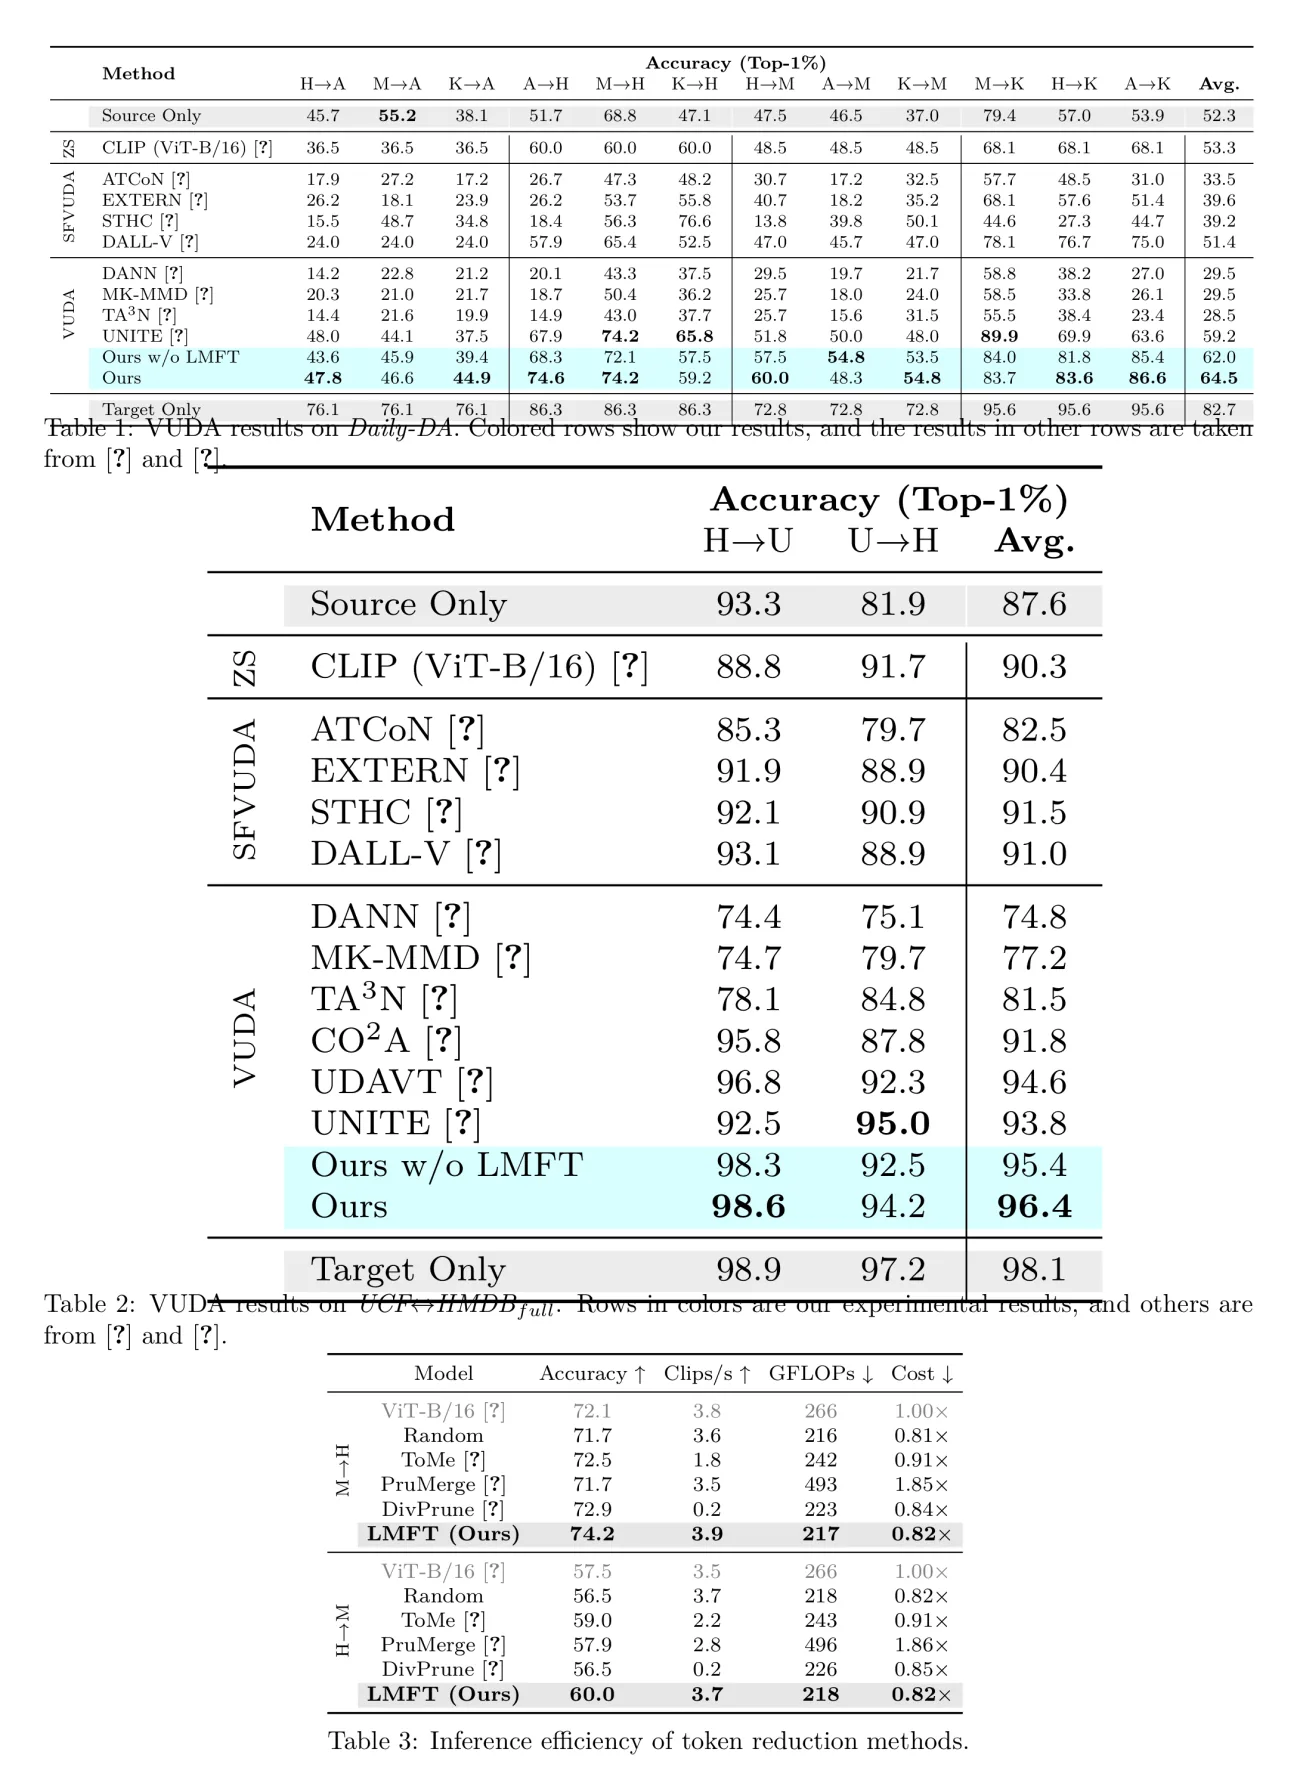 Method Accuracy (Top-1%)
H→A M→A K→A A→H M→H K→H H→M A→M K→M M→K H→K A→K Avg.
Source Only 45.7 55.2 38.1 51.7 68.8 47.1 47.5 46.5 37.0 79.4 57.0 53.9 52.3
ZS CLIP (ViT-B/16) [?] 36.5 36.5 36.5 60.0 60.0 60.0 48.5 48.5 48.5 68.1 68.1 68.1 53.3
SFVUDA
ATCoN [?] 17.9 27.2 17.2 26.7 47.3 48.2 30.7 17.2 32.5 57.7 48.5 31.0 33.5
EXTERN [?] 26.2 18.1 23.9 26.2 53.7 55.8 40.7 18.2 35.2 68.1 57.6 51.4 39.6
STHC [?] 15.5 48.7 34.8 18.4 56.3 76.6 13.8 39.8 50.1 44.6 27.3 44.7 39.2
DALL-V [?] 24.0 24.0 24.0 57.9 65.4 52.5 47.0 45.7 47.0 78.1 76.7 75.0 51.4
VUDA
DANN [?] 14.2 22.8 21.2 20.1 43.3 37.5 29.5 19.7 21.7 58.8 38.2 27.0 29.5
MK-MMD [?] 20.3 21.0 21.7 18.7 50.4 36.2 25.7 18.0 24.0 58.5 33.8 26.1 29.5
TA³N [?] 14.4 21.6 19.9 14.9 43.0 37.7 25.7 15.6 31.5 55.5 38.4 23.4 28.5
UNITE [?] 48.0 44.1 37.5 67.9 74.2 65.8 51.8 50.0 48.0 89.9 69.9 63.6 59.2
Ours w/o LMFT 43.6 45.9 39.4 68.3 72.1 57.5 57.5 54.8 53.5 84.0 81.8 85.4 62.0
Ours 47.8 46.6 44.9 74.6 74.2 59.2 60.0 48.3 54.8 83.7 83.6 86.6 64.5
Target Only 76.1 76.1 76.1 86.3 86.3 86.3 72.8 72.8 72.8 95.6 95.6 95.6 82.7
Table 1: VUDA results on Daily-DA. Colored rows show our results, and the results in other rows are taken
from [?] and [?].
Method Accuracy (Top-1%)
H→U U→H Avg.
Source Only 93.3 81.9 87.6
ZS CLIP (ViT-B/16) [?] 88.8 91.7 90.3
SFVUDA
ATCoN [?] 85.3 79.7 82.5
EXTERN [?] 91.9 88.9 90.4
STHC [?] 92.1 90.9 91.5
DALL-V [?] 93.1 88.9 91.0
VUDA
DANN [?] 74.4 75.1 74.8
MK-MMD [?] 74.7 79.7 77.2
TA³N [?] 78.1 84.8 81.5
CO²A [?] 95.8 87.8 91.8
UDAVT [?] 96.8 92.3 94.6
UNITE [?] 92.5 95.0 93.8
Ours w/o LMFT 98.3 92.5 95.4
Ours 98.6 94.2 96.4
Target Only 98.9 97.2 98.1
Table 2: VUDA results on UCF↔HMDB_full. Rows in colors are our experimental results, and others are
from [?] and [?].
Model Accuracy ↑ Clips/s ↑ GFLOPs ↓ Cost ↓
M→H
ViT-B/16 [?] 72.1 3.8 266 1.00×
Random 71.7 3.6 216 0.81×
ToMe [?] 72.5 1.8 242 0.91×
PruMerge [?] 71.7 3.5 493 1.85×
DivPrune [?] 72.9 0.2 223 0.84×
LMFT (Ours) 74.2 3.9 217 0.82×
H→M
ViT-B/16 [?] 57.5 3.5 266 1.00×
Random 56.5 3.7 218 0.82×
ToMe [?] 59.0 2.2 243 0.91×
PruMerge [?] 57.9 2.8 496 1.86×
DivPrune [?] 56.5 0.2 226 0.85×
LMFT (Ours) 60.0 3.7 218 0.82×
Table 3: Inference efficiency of token reduction methods.